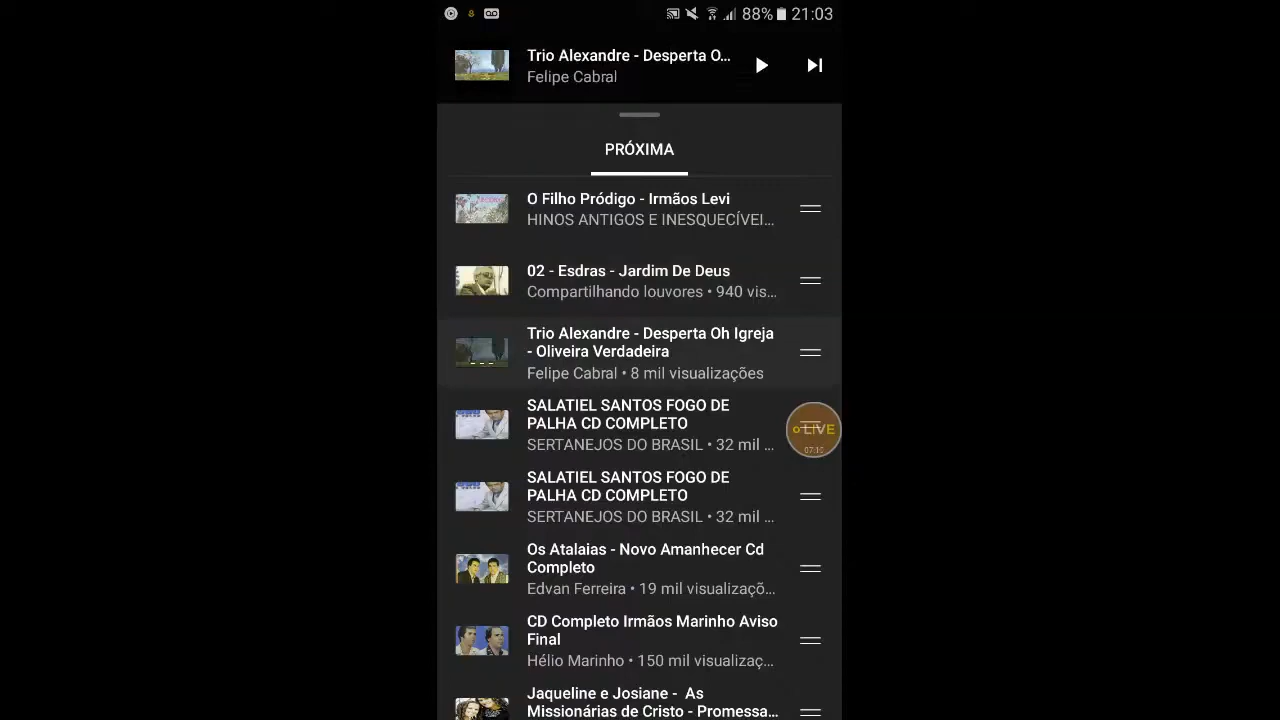 88% 21:03
Trio Alexandre - Desperta O...
Felipe Cabral
PRÓXIMA
O Filho Pródigo - Irmãos Levi
HINOS ANTIGOS E INESQUECÍVEI...
02 - Esdras - Jardim De Deus
Compartilhando louvores • 940 vis...
Trio Alexandre - Desperta Oh Igreja
- Oliveira Verdadeira
Felipe Cabral • 8 mil visualizações
SALATIEL SANTOS FOGO DE
PALHA CD COMPLETO
SERTANEJOS DO BRASIL • 32 mil ...
LIVE
SALATIEL SANTOS FOGO DE
PALHA CD COMPLETO
SERTANEJOS DO BRASIL • 32 mil ...
Os Atalaias - Novo Amanhecer Cd
Completo
Edvan Ferreira • 19 mil visualizaçõ...
CD Completo Irmãos Marinho Aviso
Final
Hélio Marinho • 150 mil visualizaç...
Jaqueline e Josiane - As
Missionárias de Cristo - Promessa...